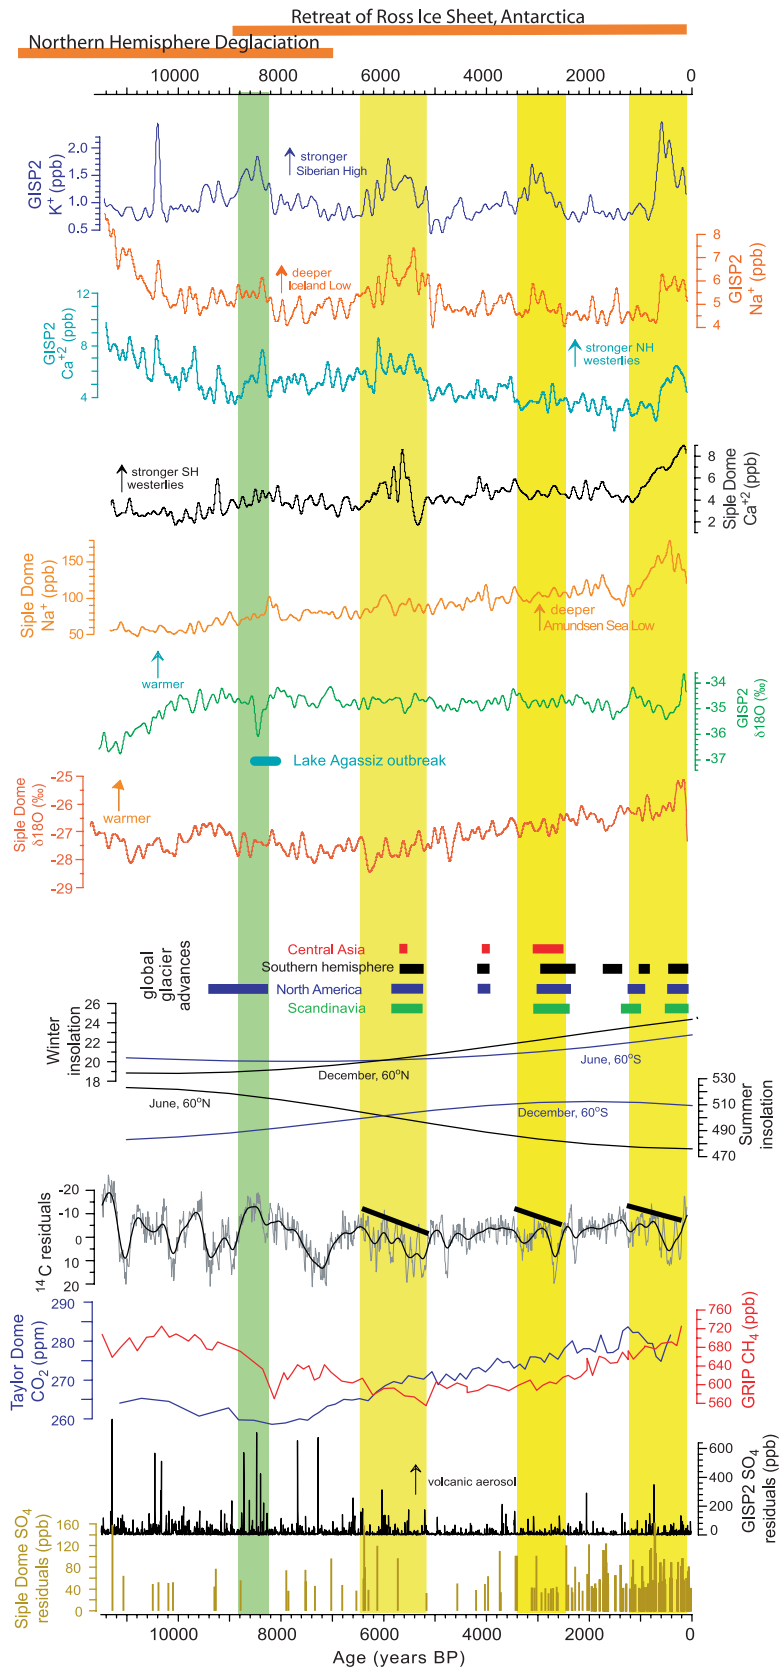 Retreat of Ross Ice Sheet, Antarctica
Northern Hemisphere Deglaciation
10000 8000 6000 4000 2000 0
GISP2
K+ (ppb)
2.0
1.5
1.0
0.5
stronger
Siberian High
GISP2
Na+ (ppb)
8
7
6
5
4
deeper
Iceland Low
GISP2
Ca+2 (ppb)
12
8
4
stronger NH
westerlies
Siple Dome
Ca+2 (ppb)
8
6
4
2
stronger SH
westerlies
Siple Dome
Na+ (ppb)
150
100
50
deeper
Amundsen Sea Low
warmer
GISP2
δ18O (‰)
-34
-35
-36
-37
Lake Agassiz outbreak
Siple Dome
δ18O (‰)
-25
-26
-27
-28
-29
warmer
global
glacier
advances
Central Asia
Southern hemisphere
North America
Scandinavia
Winter
insolation
26
24
22
20
18
June, 60°S
December, 60°N
June, 60°N
December, 60°S
Summer
insolation
530
510
490
470
14C residuals
-20
-10
0
10
20
Taylor Dome
CO2 (ppm)
290
280
270
260
GRIP CH4 (ppb)
760
720
680
640
600
560
GISP2 SO4
residuals (ppb)
600
400
200
0
volcanic aerosol
Siple Dome SO4
residuals (ppb)
160
120
80
40
0
10000 8000 6000 4000 2000 0
Age (years BP)